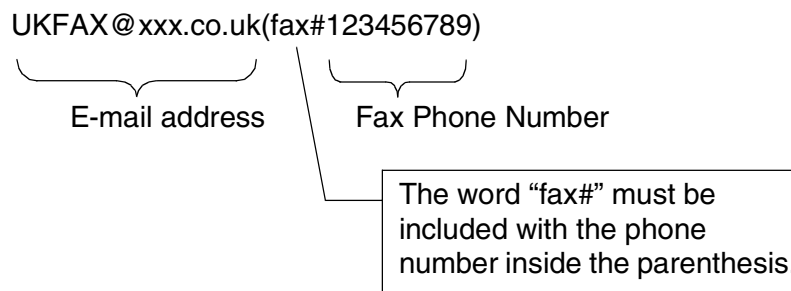 UKFAX@xxx.co.uk(fax#123456789)
E-mail address
Fax Phone Number
The word “fax#” must be
included with the phone
number inside the parenthesis